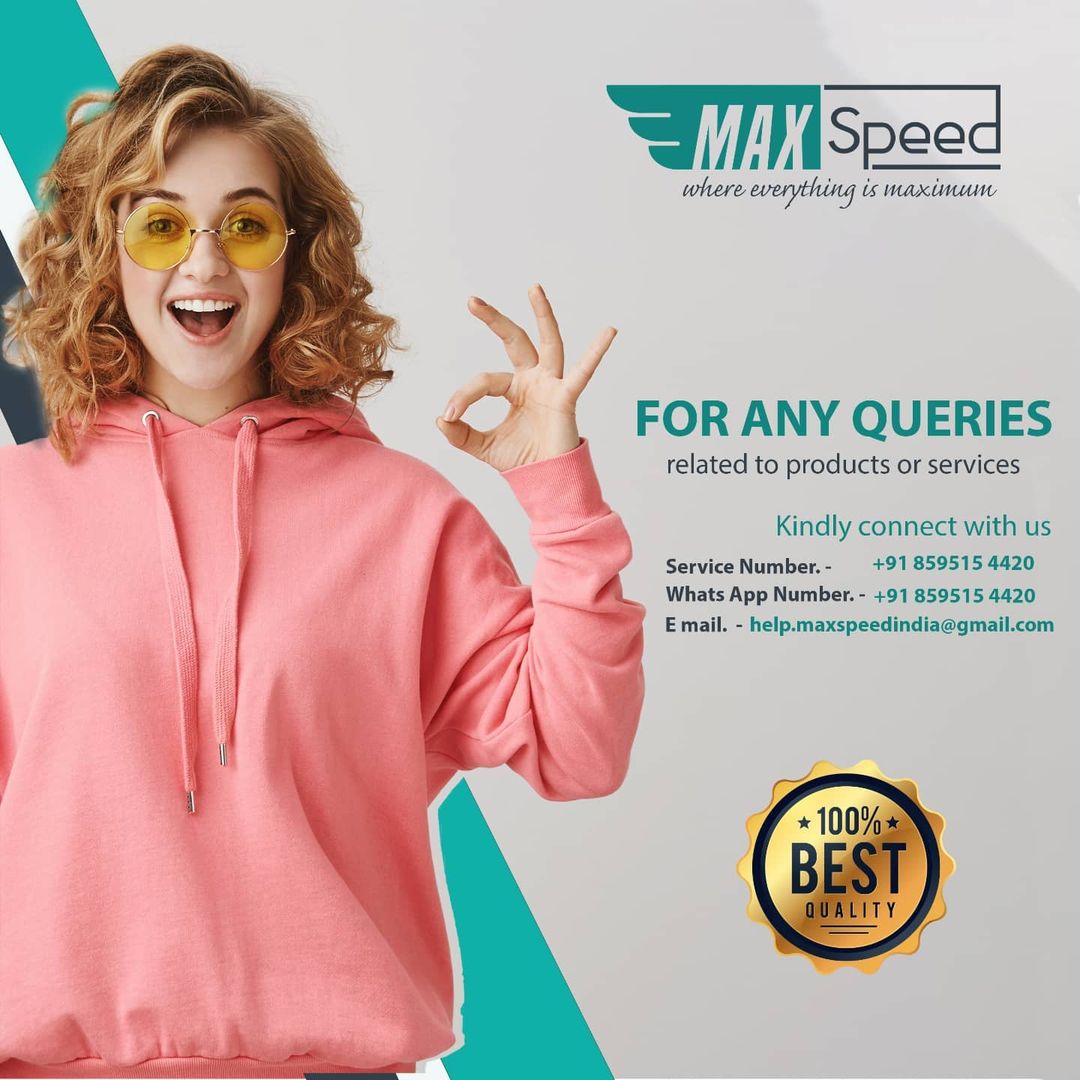 MAX Speed
where everything is maximum
FOR ANY QUERIES
related to products or services
Kindly connect with us
Service Number. - +91 859515 4420
Whats App Number. - +91 859515 4420
E mail. - help.maxspeedindia@gmail.com
100%
BEST
QUALITY